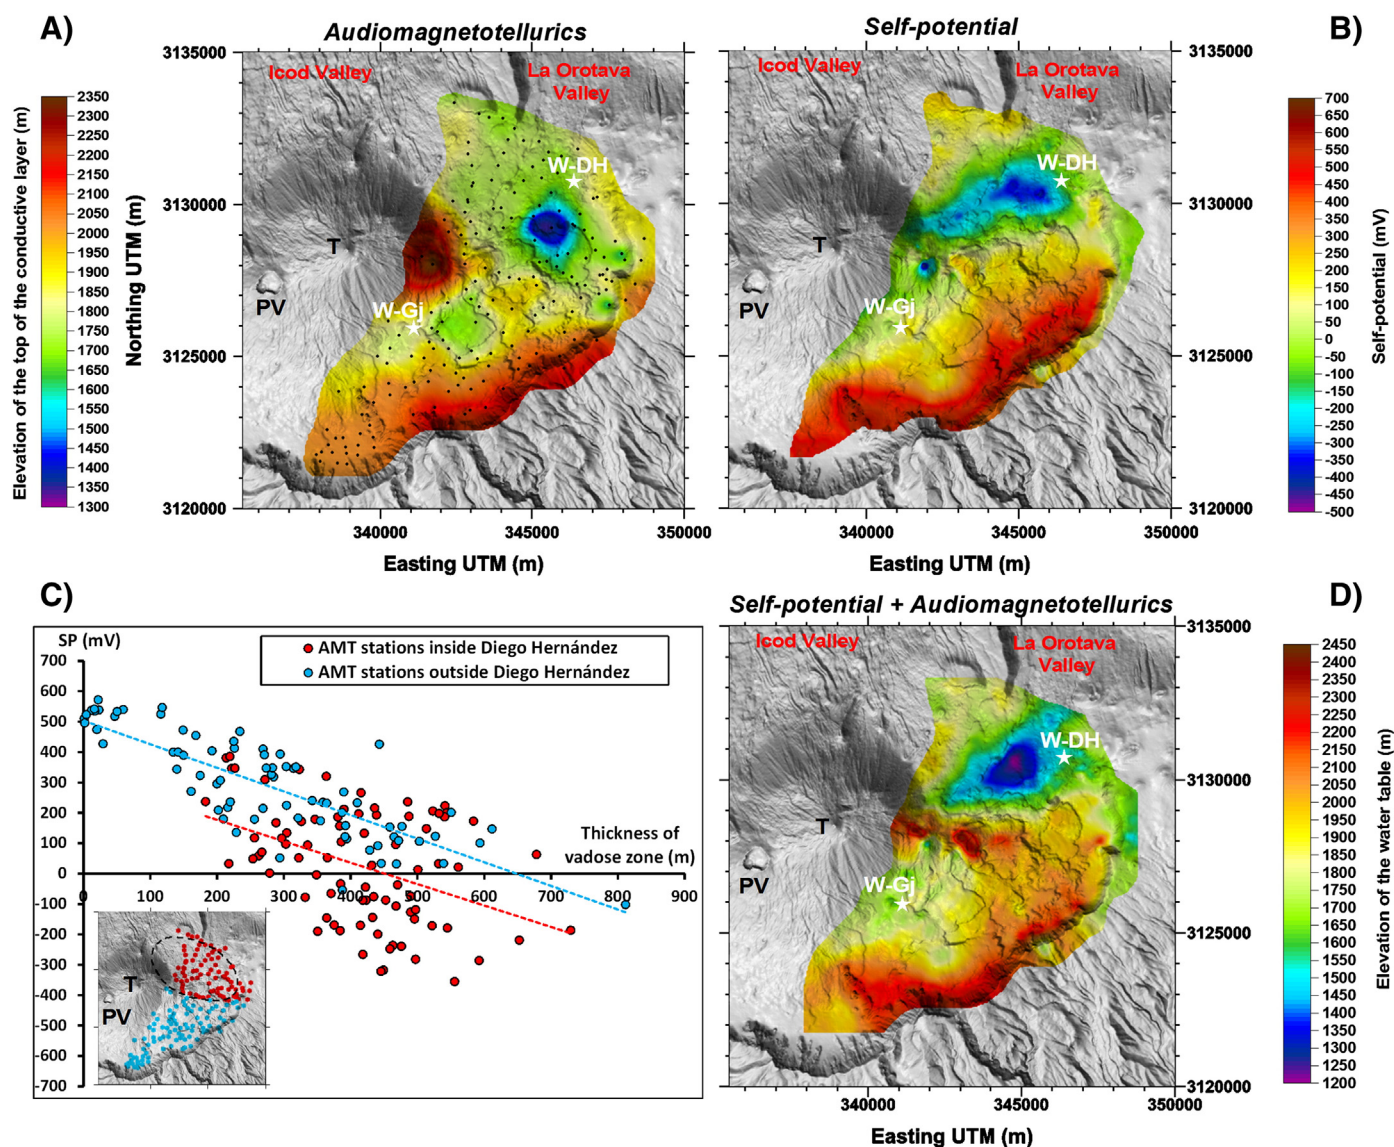 A)
Audiomagnetotellurics
Elevation of the top of the conductive layer (m)
2350
2300
2250
2200
2150
2100
2050
2000
1950
1900
1850
1800
1750
1700
1650
1600
1550
1500
1450
1400
1350
1300
Northing UTM (m)
3135000
3130000
3125000
3120000
Icod Valley
La Orotava
Valley
W-DH
T
PV
W-Gj
340000
345000
350000
Easting UTM (m)
Self-potential
B)
3135000
3130000
3125000
3120000
Icod Valley
La Orotava
Valley
W-DH
T
PV
W-Gj
340000
345000
350000
Easting UTM (m)
700
650
600
550
500
450
400
350
300
250
200
150
100
50
0
-50
-100
-150
-200
-250
-300
-350
-400
-450
-500
Self-potential (mV)
C)
SP (mV)
700
600
500
400
300
200
100
0
-100
-200
-300
-400
-500
-600
-700
AMT stations inside Diego Hernández
AMT stations outside Diego Hernández
Thickness of
vadose zone (m)
0
100
200
300
400
500
600
700
800
900
T
PV
Self-potential + Audiomagnetotellurics
D)
3135000
3130000
3125000
3120000
Icod Valley
La Orotava
Valley
W-DH
T
PV
W-Gj
340000
345000
350000
Easting UTM (m)
2450
2400
2350
2300
2250
2200
2150
2100
2050
2000
1950
1900
1850
1800
1750
1700
1650
1600
1550
1500
1450
1400
1350
1300
1250
1200
Elevation of the water table (m)